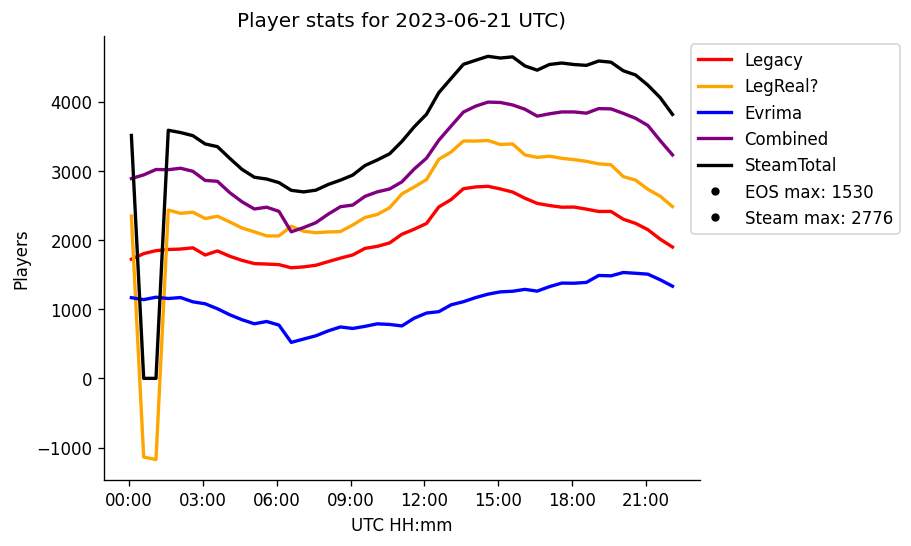 Player stats for 2023-06-21 UTC)
Legacy
LegReal?
Evrima
Combined
SteamTotal
EOS max: 1530
Steam max: 2776
Players
4000
3000
2000
1000
0
−1000
00:00 03:00 06:00 09:00 12:00 15:00 18:00 21:00
UTC HH:mm